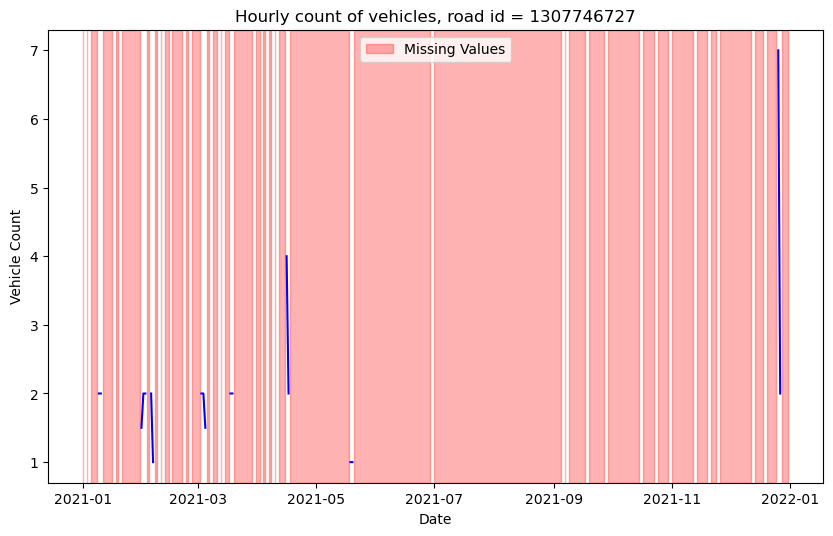 Hourly count of vehicles, road id = 1307746727
Missing Values
7
6
5
4
3
2
1
Vehicle Count
2021-01 2021-03 2021-05 2021-07 2021-09 2021-11 2022-01
Date